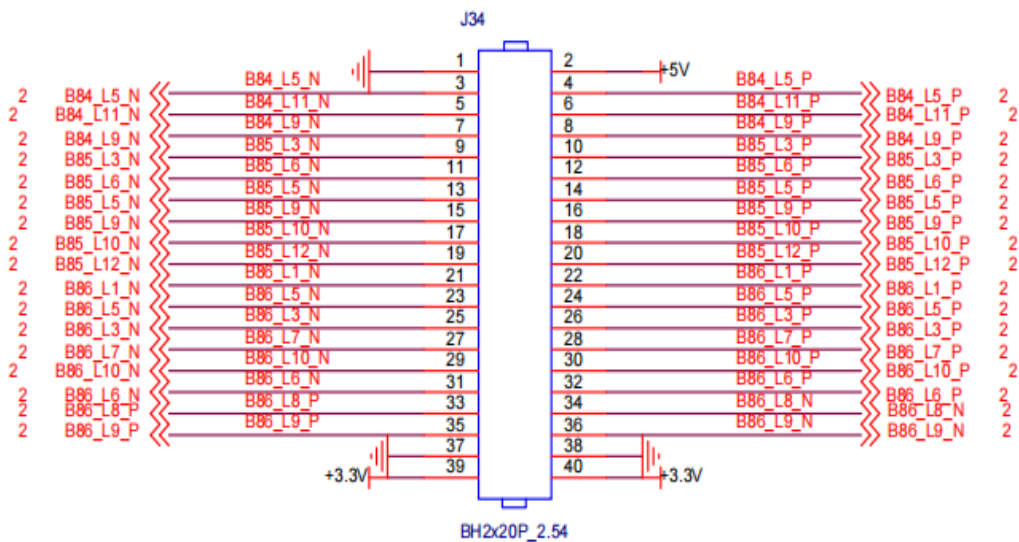 J34
1 2
+5V
B84_L5_N 3 4 B84_L5_P
2 B84_L5_N B84_L5_P 2
B84_L11_N 5 6 B84_L11_P
2 B84_L11_N B84_L11_P 2
B84_L9_N 7 8 B84_L9_P
2 B84_L9_N B84_L9_P 2
B85_L3_N 9 10 B85_L3_P
2 B85_L3_N B85_L3_P 2
B85_L6_N 11 12 B85_L6_P
2 B85_L6_N B85_L6_P 2
B85_L5_N 13 14 B85_L5_P
2 B85_L5_N B85_L5_P 2
B85_L9_N 15 16 B85_L9_P
2 B85_L9_N B85_L9_P 2
B85_L10_N 17 18 B85_L10_P
2 B85_L10_N B85_L10_P 2
B85_L12_N 19 20 B85_L12_P
2 B85_L12_N B85_L12_P 2
B86_L1_N 21 22 B86_L1_P
2 B86_L1_N B86_L1_P 2
B86_L5_N 23 24 B86_L5_P
2 B86_L5_N B86_L5_P 2
B86_L3_N 25 26 B86_L3_P
2 B86_L3_N B86_L3_P 2
B86_L7_N 27 28 B86_L7_P
2 B86_L7_N B86_L7_P 2
B86_L10_N 29 30 B86_L10_P
2 B86_L10_N B86_L10_P 2
B86_L6_N 31 32 B86_L6_P
2 B86_L6_N B86_L6_P 2
B86_L8_P 33 34 B86_L8_N
2 B86_L8_P B86_L8_N 2
B86_L9_P 35 36 B86_L9_N
2 B86_L9_P B86_L9_N 2
37 38
39 40
+3.3V +3.3V
BH2x20P_2.54